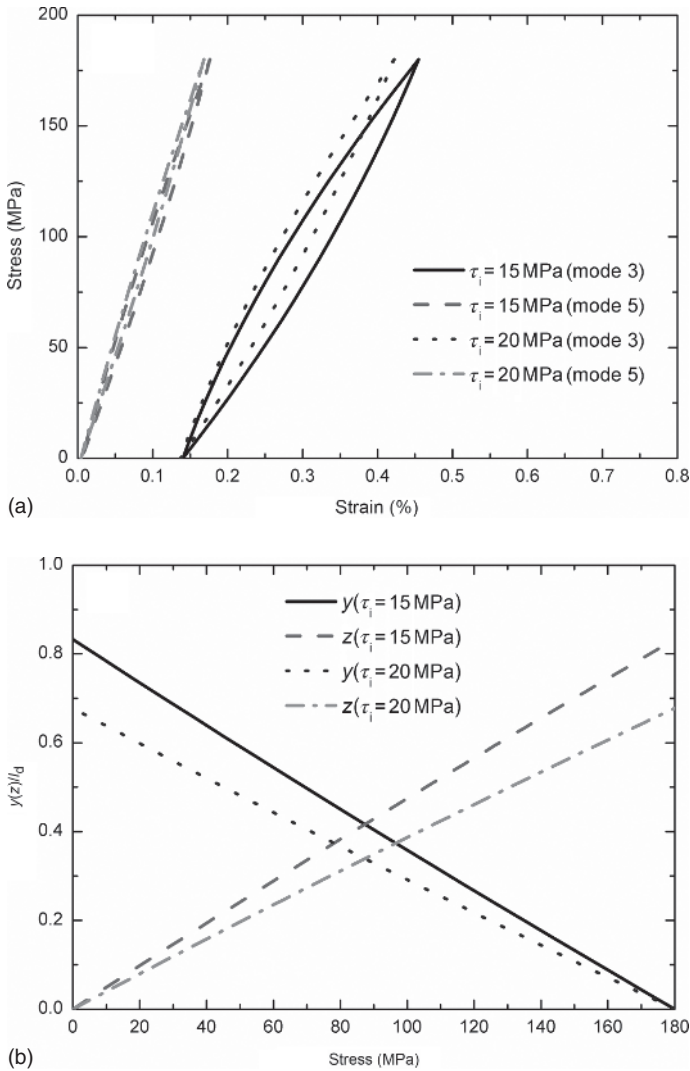 200
150
100
50
0
Stress (MPa)
τi = 15 MPa (mode 3)
τi = 15 MPa (mode 5)
τi = 20 MPa (mode 3)
τi = 20 MPa (mode 5)
0.0 0.1 0.2 0.3 0.4 0.5 0.6 0.7 0.8
Strain (%)
(a)
1.0
0.8
0.6
0.4
0.2
0.0
y(z)/ld
y(τi = 15 MPa)
z(τi = 15 MPa)
y(τi = 20 MPa)
z(τi = 20 MPa)
0 20 40 60 80 100 120 140 160 180
Stress (MPa)
(b)